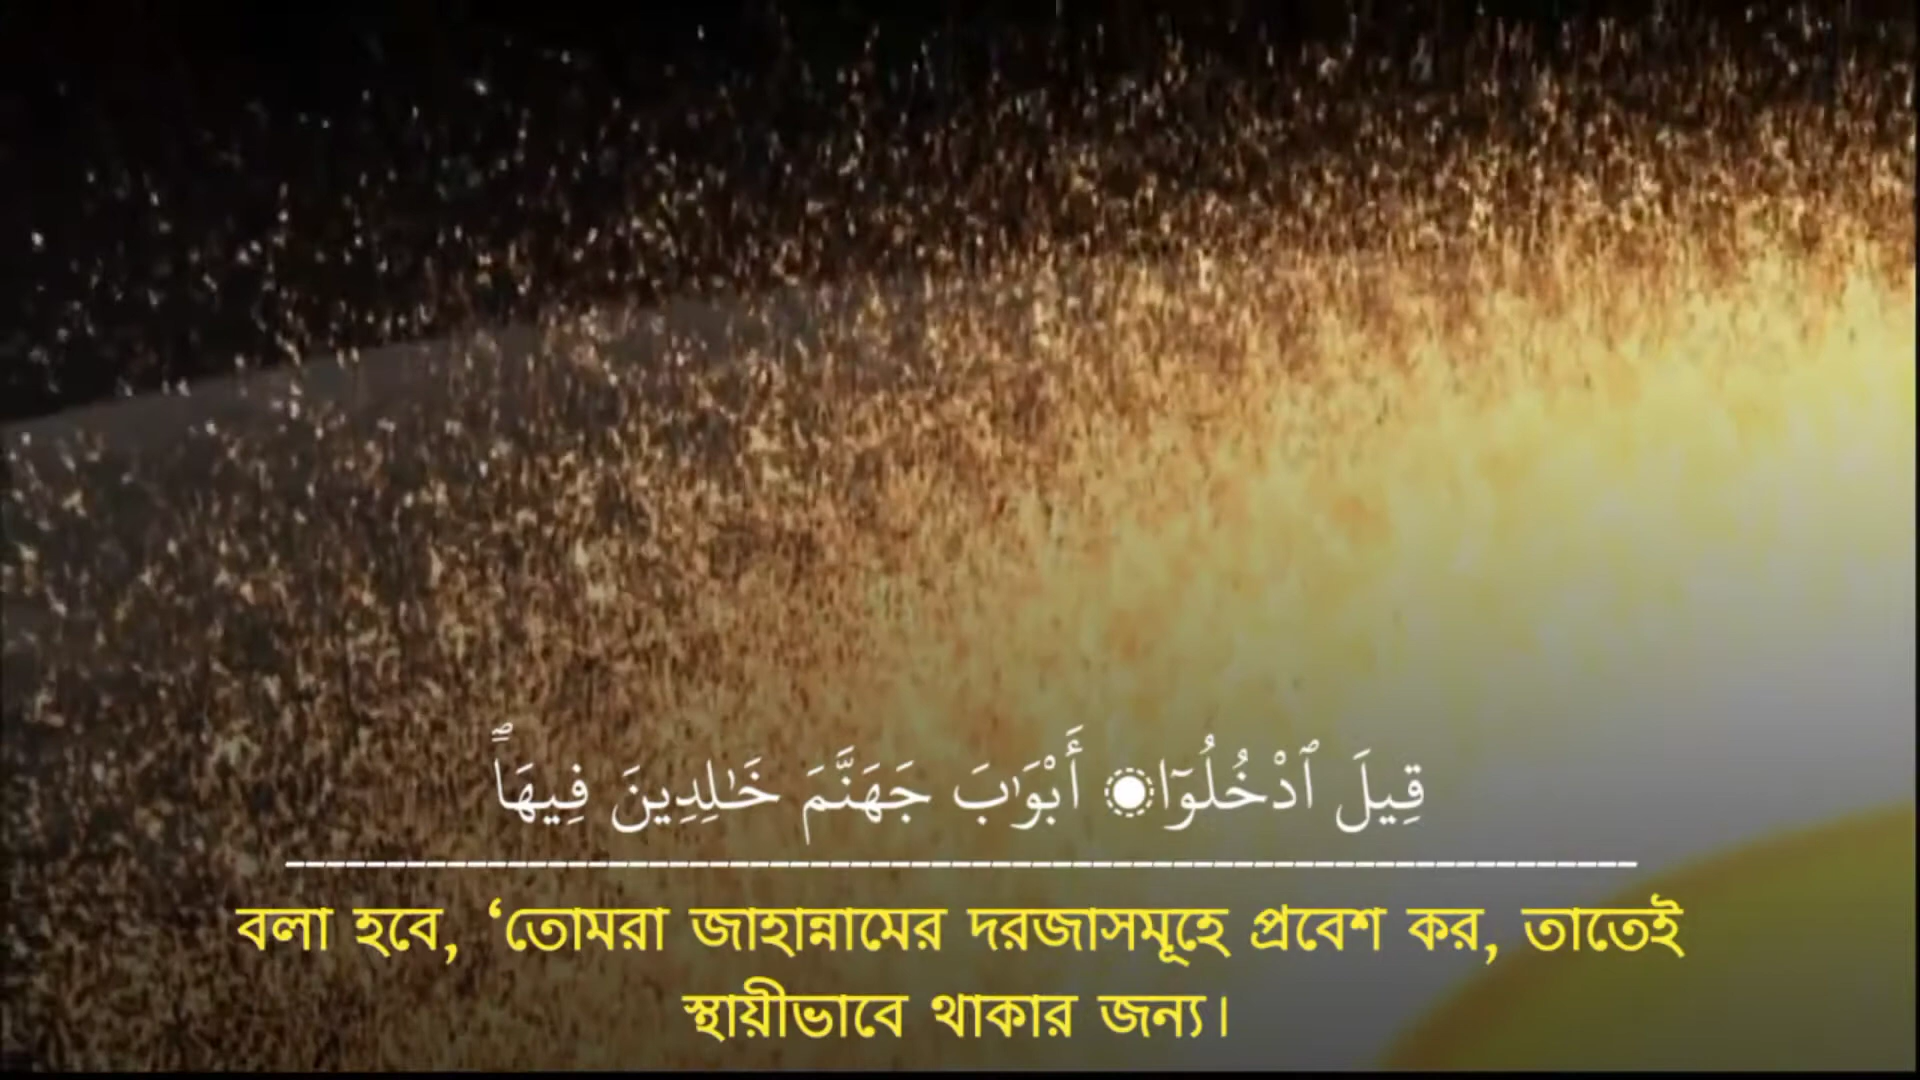 قِيلَ ٱدْخُلُوٓا۟ أَبْوَٰبَ جَهَنَّمَ خَـٰلِدِينَ فِيهَا ۖ
বলা হবে, ‘তোমরা জাহান্নামের দরজাসমূহে প্রবেশ কর, তাতেই
স্থায়ীভাবে থাকার জন্য।